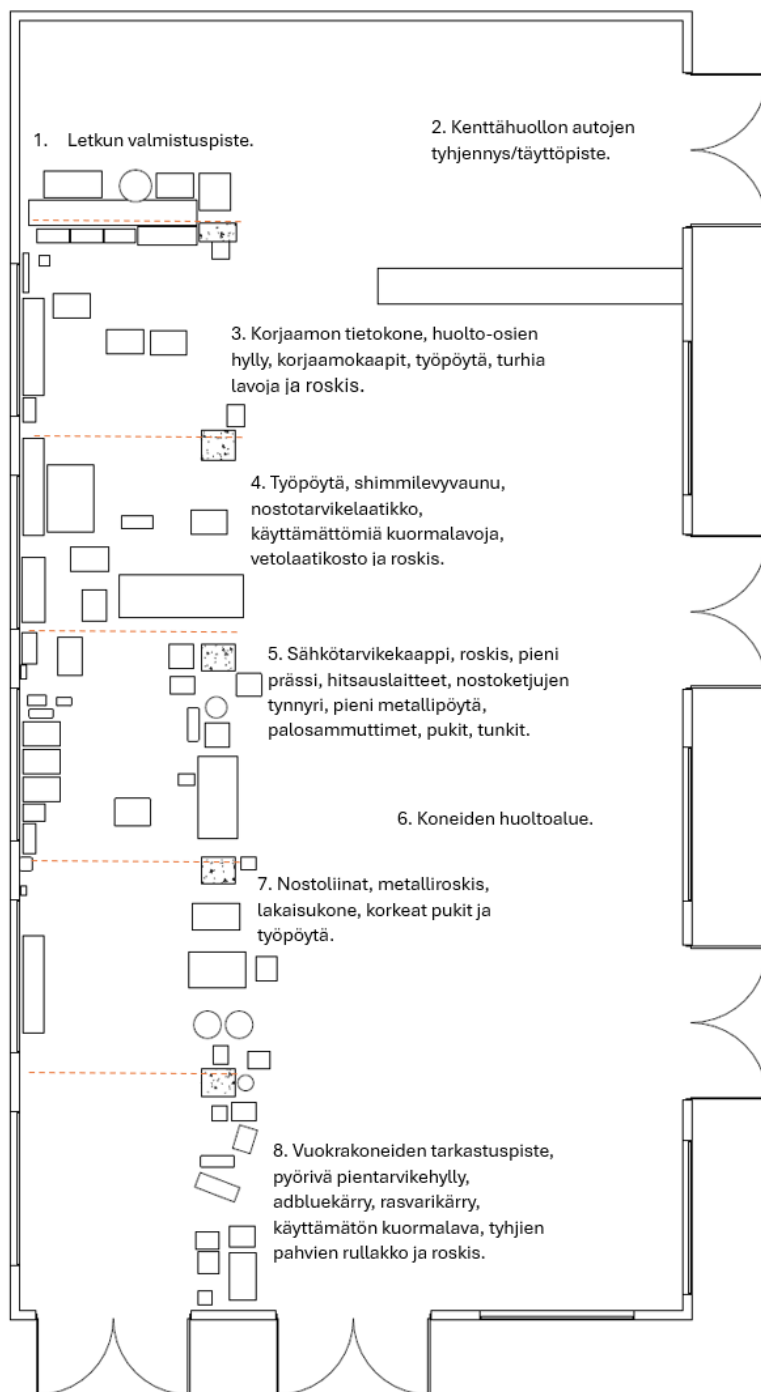 1. Letkun valmistuspiste.
2. Kenttähuollon autojen
tyhjennys/täyttöpiste.
3. Korjaamon tietokone, huolto-osien
hylly, korjaamokaapit, työpöytä, turhia
lavoja ja roskis.
4. Työpöytä, shimmilevyvaunu,
nostotarvikelaatikko,
käyttämättömiä kuormalavoja,
vetolaatikosto ja roskis.
5. Sähkötarvikekaappi, roskis, pieni
prässi, hitsauslaitteet, nostoketjujen
tynnyri, pieni metallipöytä,
palosammuttimet, pukit, tunkit.
6. Koneiden huoltoalue.
7. Nostoliinat, metalliroskis,
lakaisukone, korkeat pukit ja
työpöytä.
8. Vuokrakoneiden tarkastuspiste,
pyörivä pientarvikehylly,
adbluekärry, rasvarikärry,
käyttämätön kuormalava, tyhjien
pahvien rullakko ja roskis.